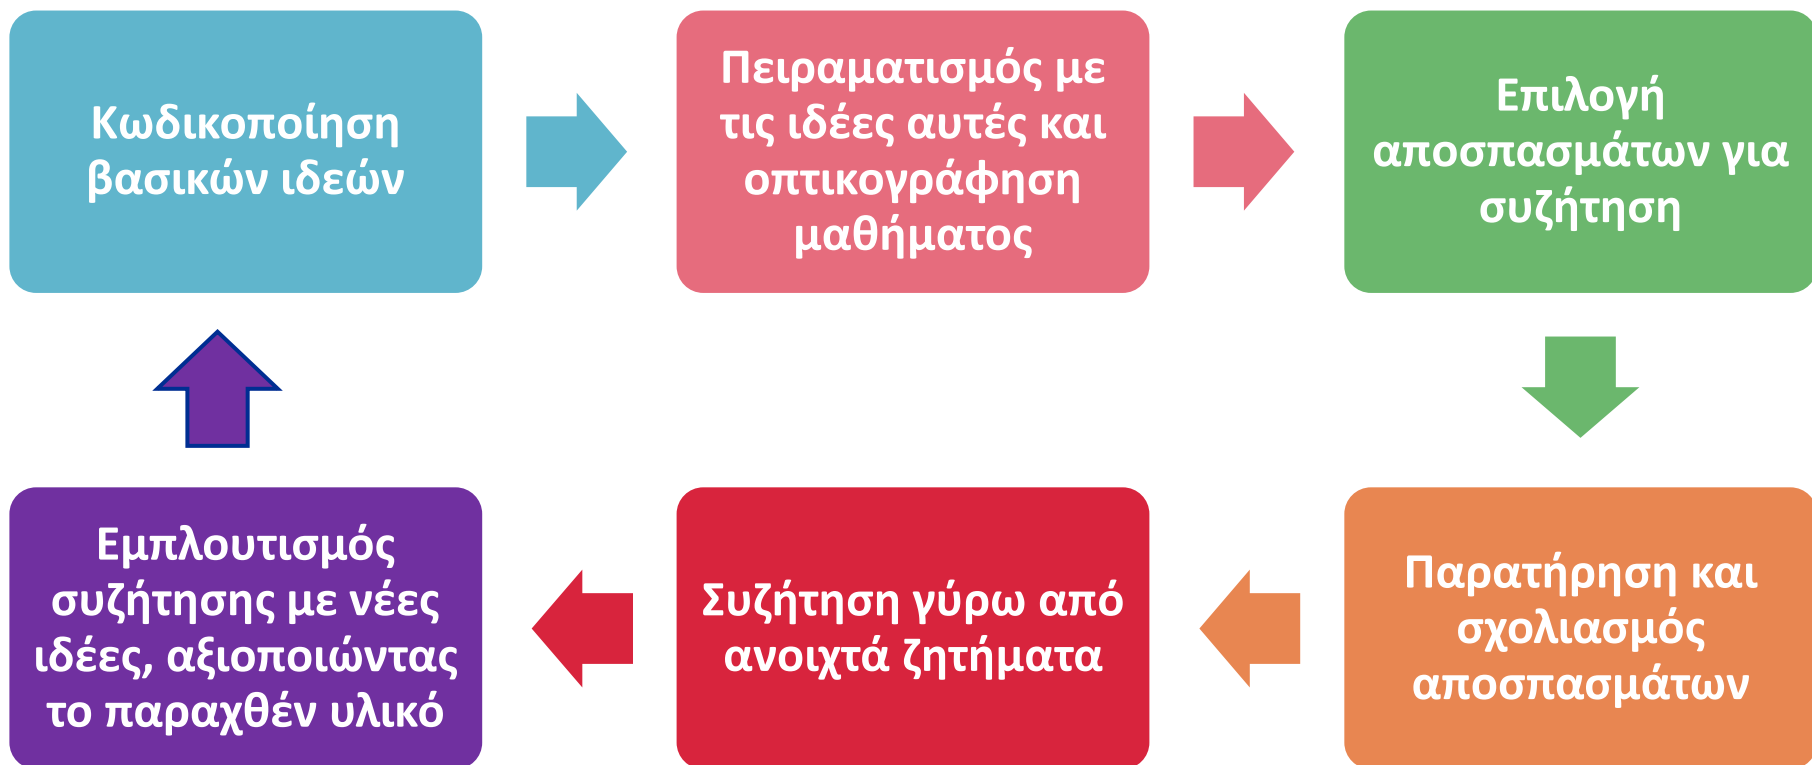 Κωδικοποίηση
βασικών ιδεών
Πειραματισμός με
τις ιδέες αυτές και
οπτικογράφηση
μαθήματος
Επιλογή
αποσπασμάτων για
συζήτηση
Παρατήρηση και
σχολιασμός
αποσπασμάτων
Συζήτηση γύρω από
ανοιχτά ζητήματα
Εμπλουτισμός
συζήτησης με νέες
ιδέες, αξιοποιώντας
το παραχθέν υλικό